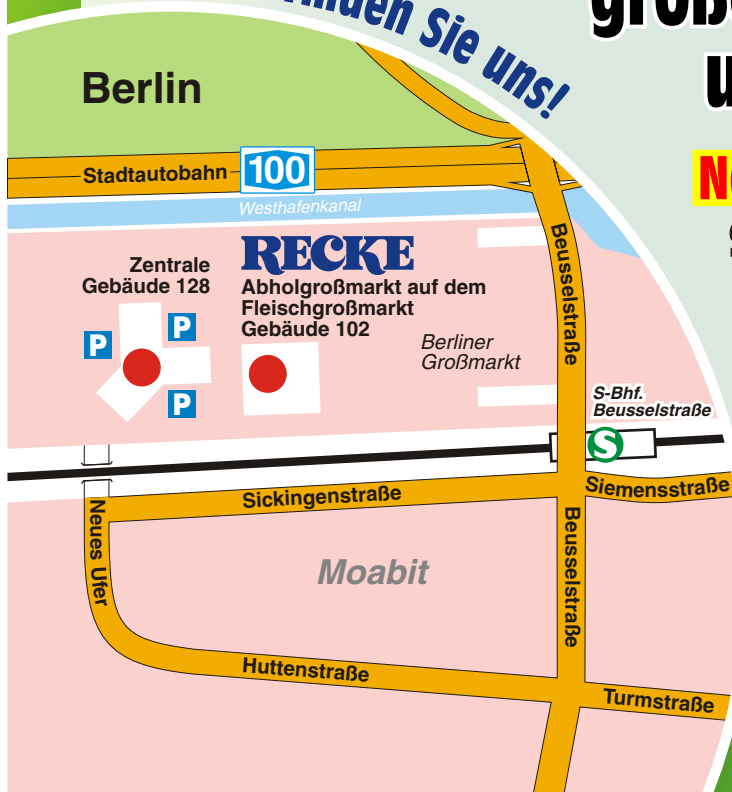 finden Sie uns!
Berlin
Stadtautobahn
100
Westhafenkanal
RECKE
Zentrale
Gebäude 128
Abholgroßmarkt auf dem
Fleischgroßmarkt
Gebäude 102
Berliner
Großmarkt
P
P
P
Beusselstraße
S-Bhf.
Beusselstraße
S
Sickingenstraße
Siemensstraße
Neues Ufer
Moabit
Beusselstraße
Huttenstraße
Turmstraße